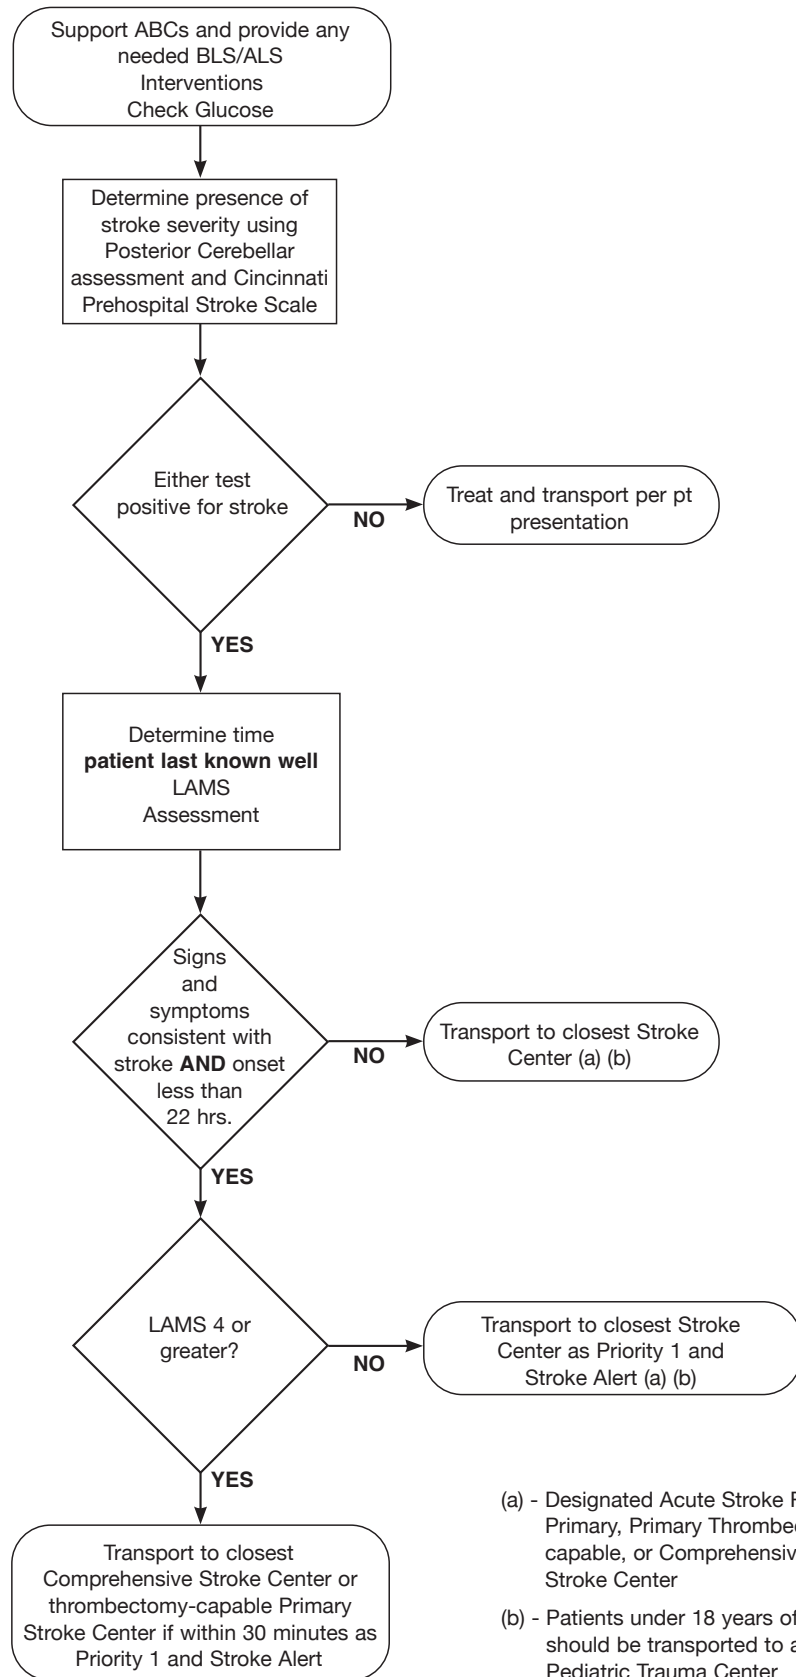 Support ABCs and provide any
needed BLS/ALS
Interventions
Check Glucose
Determine presence of
stroke severity using
Posterior Cerebellar
assessment and Cincinnati
Prehospital Stroke Scale
Either test
positive for stroke
NO
Treat and transport per pt
presentation
YES
Determine time
patient last known well
LAMS
Assessment
Signs
and
symptoms
consistent with
stroke AND onset
less than
22 hrs.
NO
Transport to closest Stroke
Center (a) (b)
YES
LAMS 4 or
greater?
NO
Transport to closest Stroke
Center as Priority 1 and
Stroke Alert (a) (b)
YES
Transport to closest
Comprehensive Stroke Center or
thrombectomy-capable Primary
Stroke Center if within 30 minutes as
Priority 1 and Stroke Alert
(a) - Designated Acute Stroke
Primary, Primary
capable, or
Stroke Center
(b) - Patients under 18 years of
should be transported to
Pediatric Trauma Center